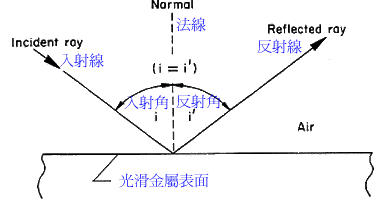 Normal
法線
Reflected ray
反射線
Incident ray
入射線
(i = i')
入射角 反射角
i i'
Air
光滑金屬表面